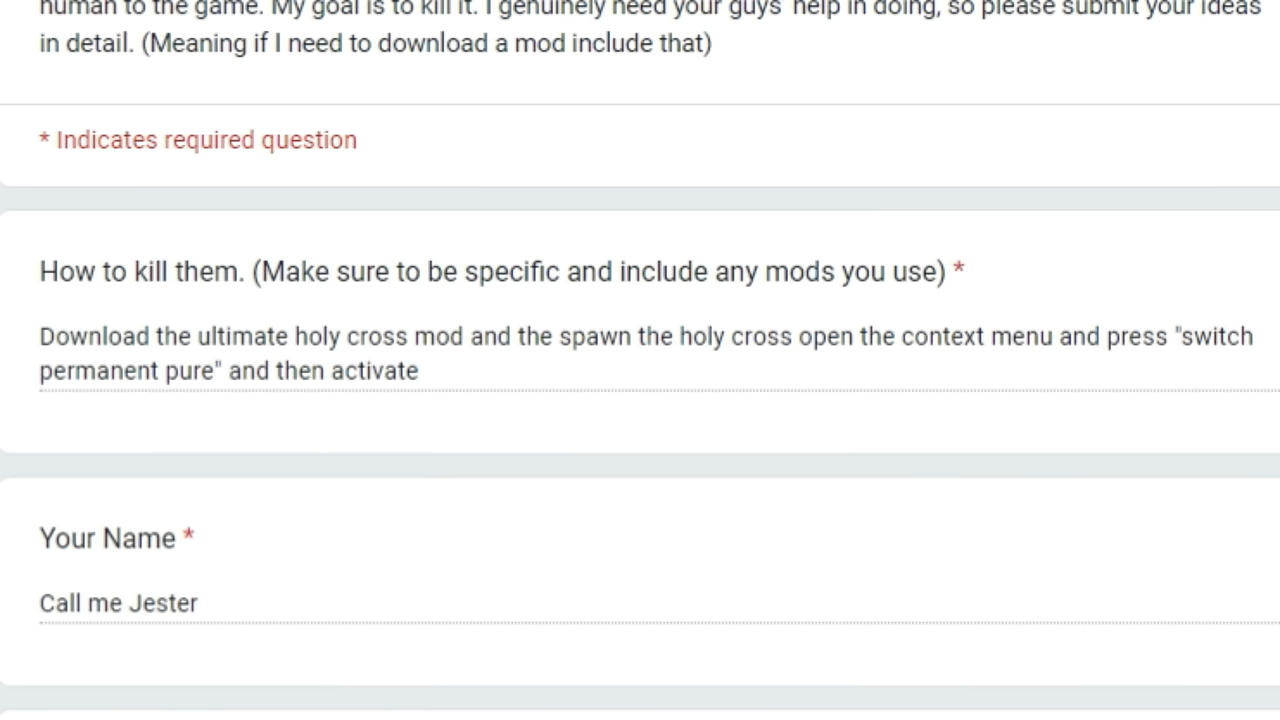 human to the game. My goal is to kill it. I genuinely need your guys' help in doing, so please submit your ideas
in detail. (Meaning if I need to download a mod include that)
* Indicates required question
How to kill them. (Make sure to be specific and include any mods you use) *
Download the ultimate holy cross mod and the spawn the holy cross open the context menu and press "switch
permanent pure" and then activate
Your Name *
Call me Jester